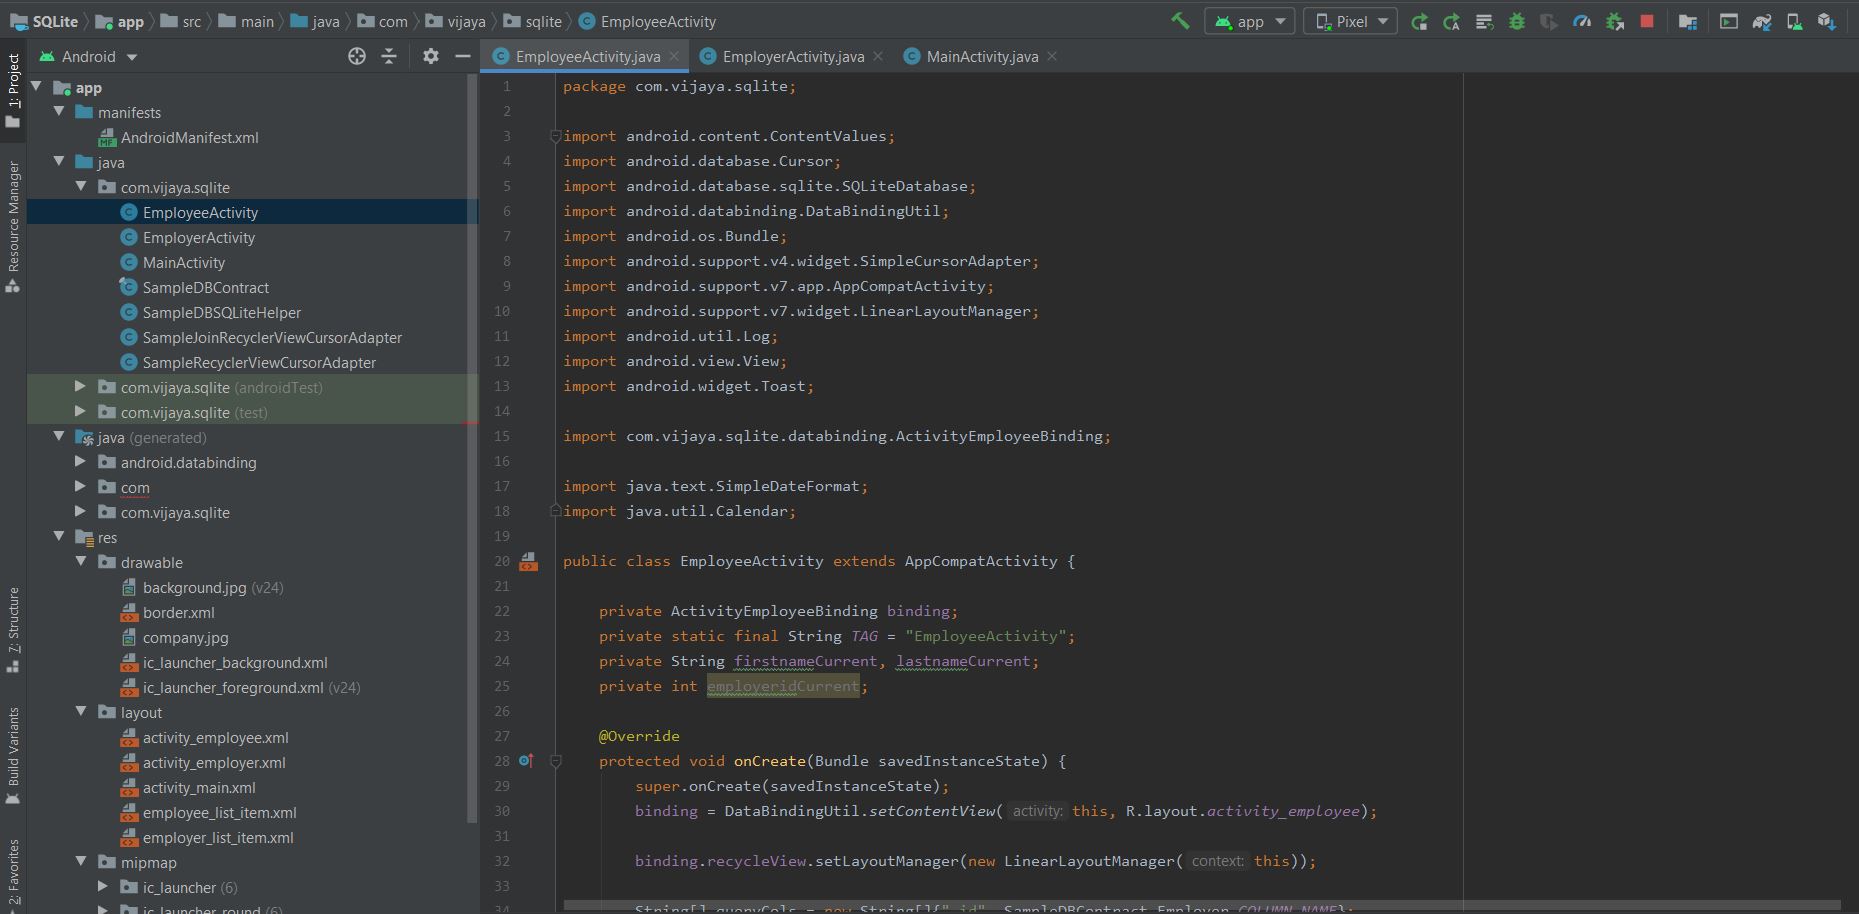 SQLite app src main java com vijaya sqlite EmployeeActivity app Pixel
1: Project
Resource Manager
7: Structure
Build Variants
2: Favorites
Android
app
manifests
AndroidManifest.xml
java
com.vijaya.sqlite
EmployeeActivity
EmployerActivity
MainActivity
SampleDBContract
SampleDBSQLiteHelper
SampleJoinRecyclerViewCursorAdapter
SampleRecyclerViewCursorAdapter
com.vijaya.sqlite (androidTest)
com.vijaya.sqlite (test)
java (generated)
android.databinding
com
com.vijaya.sqlite
res
drawable
background.jpg (v24)
border.xml
company.jpg
ic_launcher_background.xml
ic_launcher_foreground.xml (v24)
layout
activity_employee.xml
activity_employer.xml
activity_main.xml
employee_list_item.xml
employer_list_item.xml
mipmap
ic_launcher (6)
ic_launcher_round (6)
EmployeeActivity.java EmployerActivity.java MainActivity.java
1 package com.vijaya.sqlite;
2
3 import android.content.ContentValues;
4 import android.database.Cursor;
5 import android.database.sqlite.SQLiteDatabase;
6 import android.databinding.DataBindingUtil;
7 import android.os.Bundle;
8 import android.support.v4.widget.SimpleCursorAdapter;
9 import android.support.v7.app.AppCompatActivity;
10 import android.support.v7.widget.LinearLayoutManager;
11 import android.util.Log;
12 import android.view.View;
13 import android.widget.Toast;
14
15 import com.vijaya.sqlite.databinding.ActivityEmployeeBinding;
16
17 import java.text.SimpleDateFormat;
18 import java.util.Calendar;
19
20 public class EmployeeActivity extends AppCompatActivity {
21
22 private ActivityEmployeeBinding binding;
23 private static final String TAG = "EmployeeActivity";
24 private String firstnameCurrent, lastnameCurrent;
25 private int employeridCurrent;
26
27 @Override
28 protected void onCreate(Bundle savedInstanceState) {
29 super.onCreate(savedInstanceState);
30 binding = DataBindingUtil.setContentView( activity: this, R.layout.activity_employee);
31
32 binding.recycleView.setLayoutManager(new LinearLayoutManager( context: this));
33
34 String[] queryCols = new String[]{"_id", SampleDBContract.Employer.COLUMN_NAME};